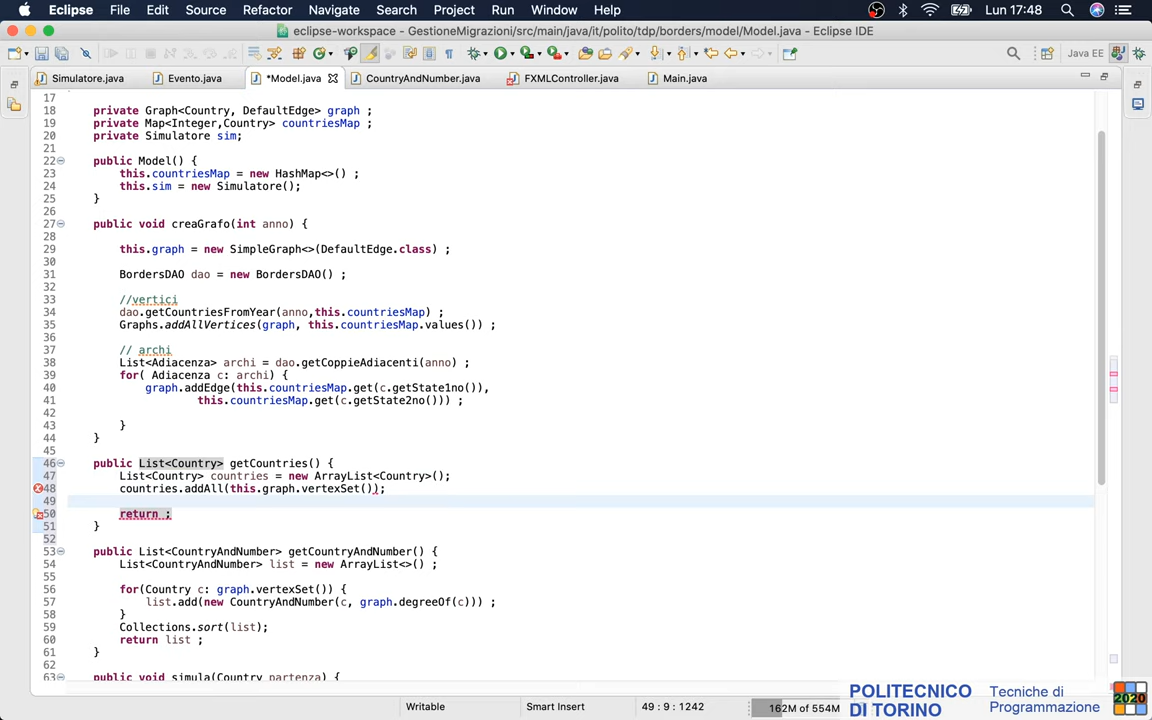 Eclipse File Edit Source Refactor Navigate Search Project Run Window Help Lun 17:48
eclipse-workspace - GestioneMigrazioni/src/main/java/it/polito/tdp/borders/model/Model.java - Eclipse IDE
Java EE
Simulatore.java Evento.java *Model.java CountryAndNumber.java FXMLController.java Main.java
17
18 private Graph<Country, DefaultEdge> graph ;
19 private Map<Integer,Country> countriesMap ;
20 private Simulatore sim;
21
22 public Model() {
23 this.countriesMap = new HashMap<>() ;
24 this.sim = new Simulatore();
25 }
26
27 public void creaGrafo(int anno) {
28
29 this.graph = new SimpleGraph<>(DefaultEdge.class) ;
30
31 BordersDAO dao = new BordersDAO() ;
32
33 //vertici
34 dao.getCountriesFromYear(anno,this.countriesMap) ;
35 Graphs.addAllVertices(graph, this.countriesMap.values()) ;
36
37 // archi
38 List<Adiacenza> archi = dao.getCoppieAdiacenti(anno) ;
39 for( Adiacenza c: archi) {
40 graph.addEdge(this.countriesMap.get(c.getState1no()),
41 this.countriesMap.get(c.getState2no())) ;
42
43 }
44 }
45
46 public List<Country> getCountries() {
47 List<Country> countries = new ArrayList<Country>();
48 countries.addAll(this.graph.vertexSet());
49
50 return ;
51 }
52
53 public List<CountryAndNumber> getCountryAndNumber() {
54 List<CountryAndNumber> list = new ArrayList<>() ;
55
56 for(Country c: graph.vertexSet()) {
57 list.add(new CountryAndNumber(c, graph.degreeOf(c))) ;
58 }
59 Collections.sort(list);
60 return list ;
61 }
62
63 public void simula(Country partenza) {
Writable Smart Insert 49 : 9 : 1242 162M of 554M
POLITECNICO
DI TORINO
Tecniche di
Programmazione
2020